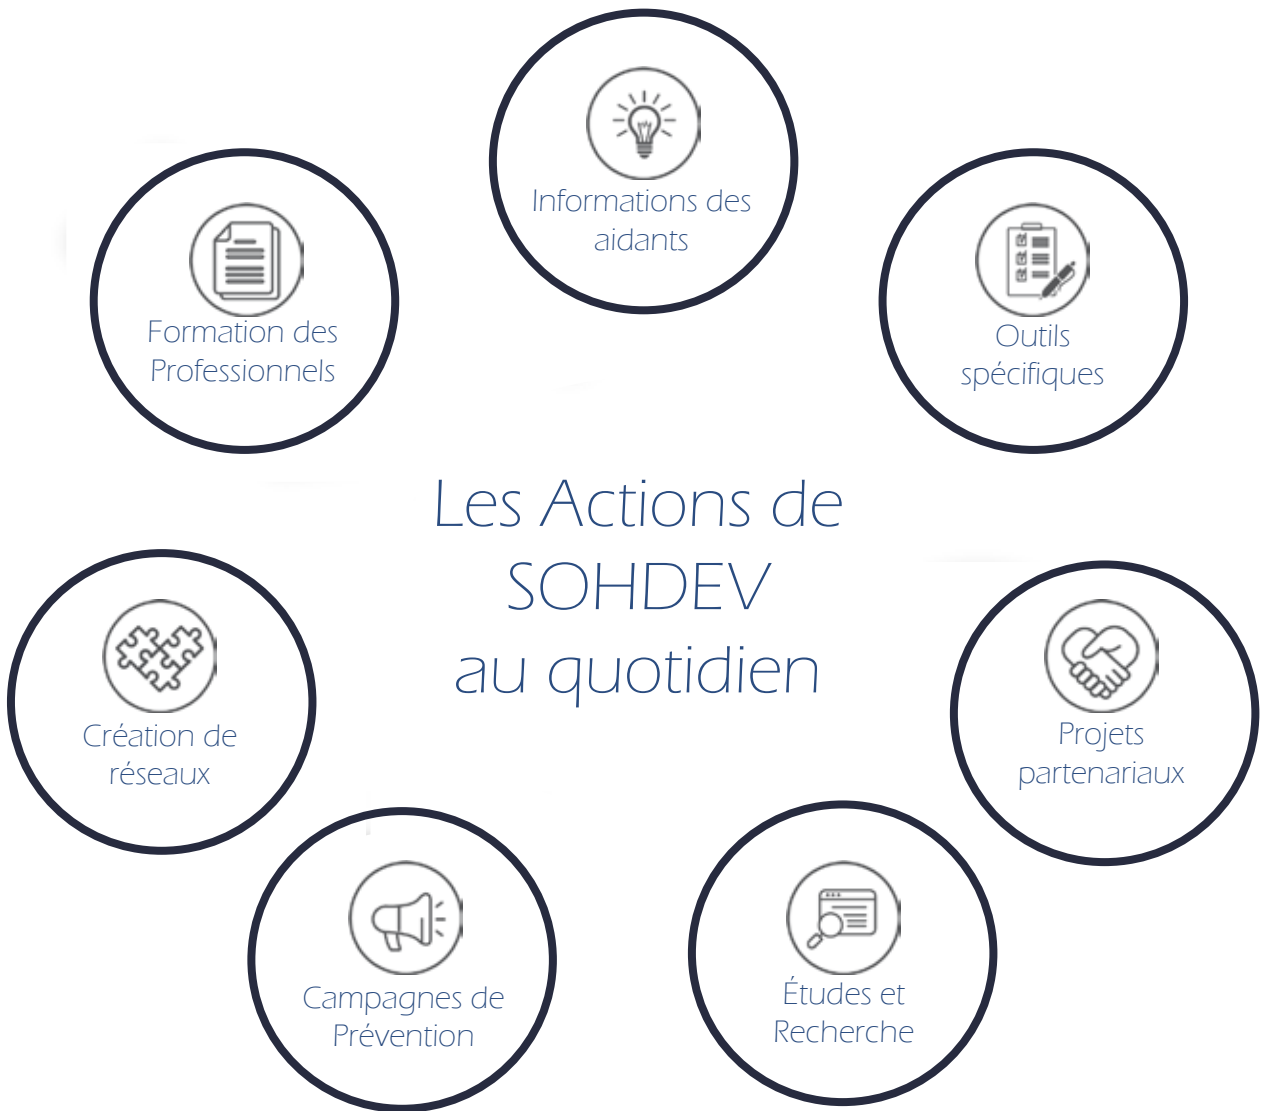 Informations des
aidants
Formation des
Professionnels
Outils
spécifiques
Les Actions de
SOHDEV
au quotidien
Création de
réseaux
Projets
partenariaux
Campagnes de
Prévention
Études et
Recherche